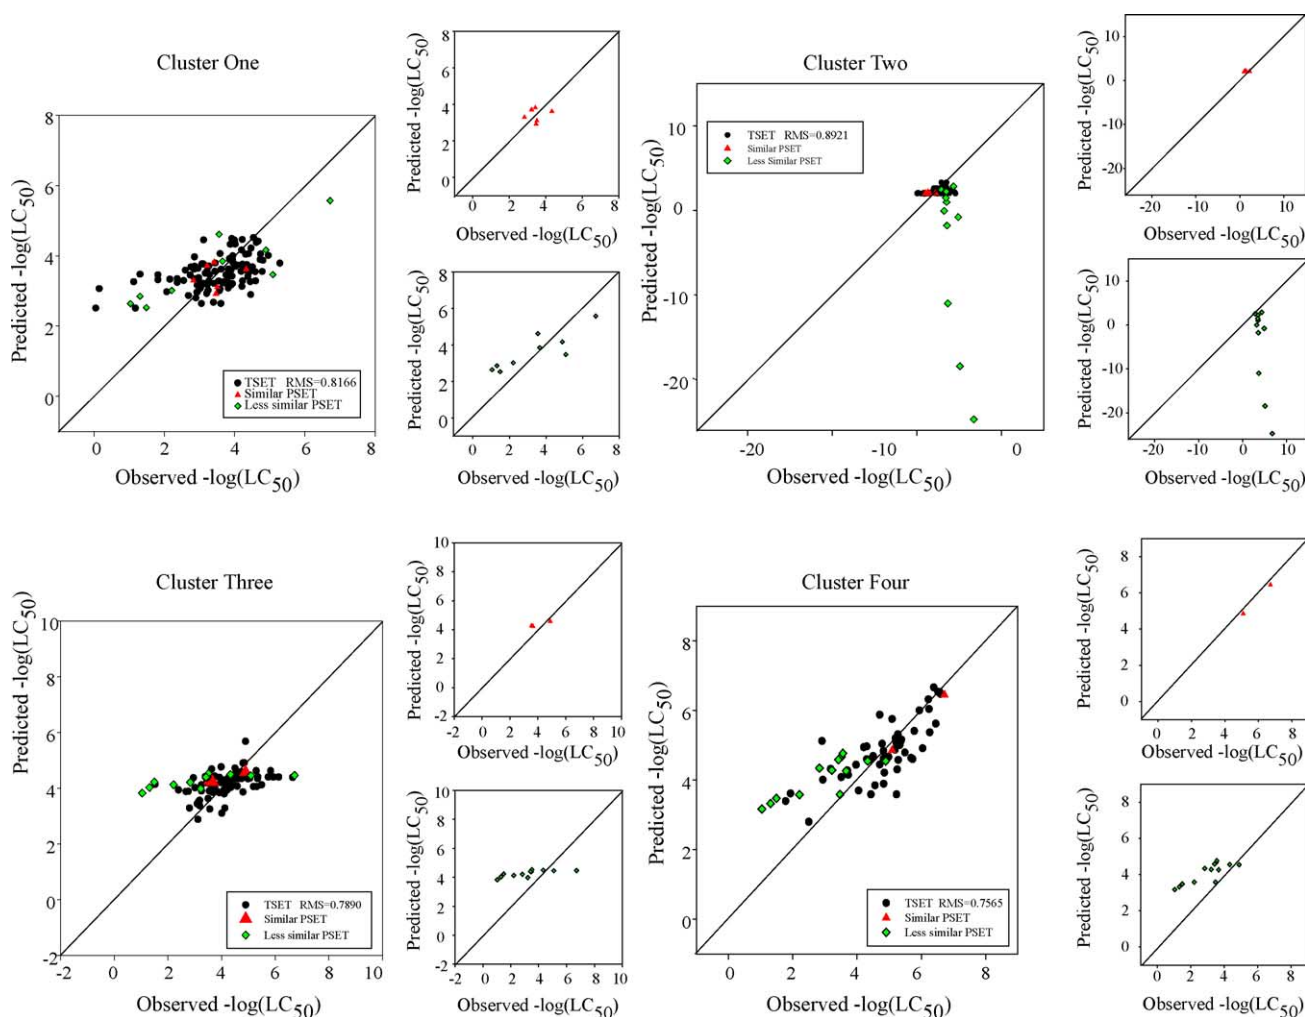 Cluster One
8
6
4
2
0
0 2 4 6 8
Predicted -log(LC50)
Observed -log(LC50)
TSET RMS=0.8166
Similar PSET
Less similar PSET
8
6
4
2
0
0 2 4 6 8
Predicted -log(LC50)
Observed -log(LC50)
8
6
4
2
0
0 2 4 6 8
Predicted -log(LC50)
Observed -log(LC50)
Cluster Two
10
0
-10
-20
-20 -10 0
Predicted -log(LC50)
Observed -log(LC50)
TSET RMS=0.8921
Similar PSET
Less Similar PSET
10
0
-10
-20
-20 -10 0 10
Predicted -log(LC50)
Observed -log(LC50)
10
0
-10
-20
-20 -10 0 10
Predicted -log(LC50)
Observed -log(LC50)
Cluster Three
10
8
6
4
2
0
-2
-2 0 2 4 6 8 10
Predicted -log(LC50)
Observed -log(LC50)
TSET RMS=0.7890
Similar PSET
Less similar PSET
10
8
6
4
2
0
-2
-2 0 2 4 6 8 10
Predicted -log(LC50)
Observed -log(LC50)
10
8
6
4
2
0
-2
-2 0 2 4 6 8 10
Predicted -log(LC50)
Observed -log(LC50)
Cluster Four
8
6
4
2
0
0 2 4 6 8
Predicted -log(LC50)
Observed -log(LC50)
TSET RMS=0.7565
Similar PSET
Less similar PSET
8
6
4
2
0
0 2 4 6 8
Predicted -log(LC50)
Observed -log(LC50)
8
6
4
2
0
0 2 4 6 8
Predicted -log(LC50)
Observed -log(LC50)